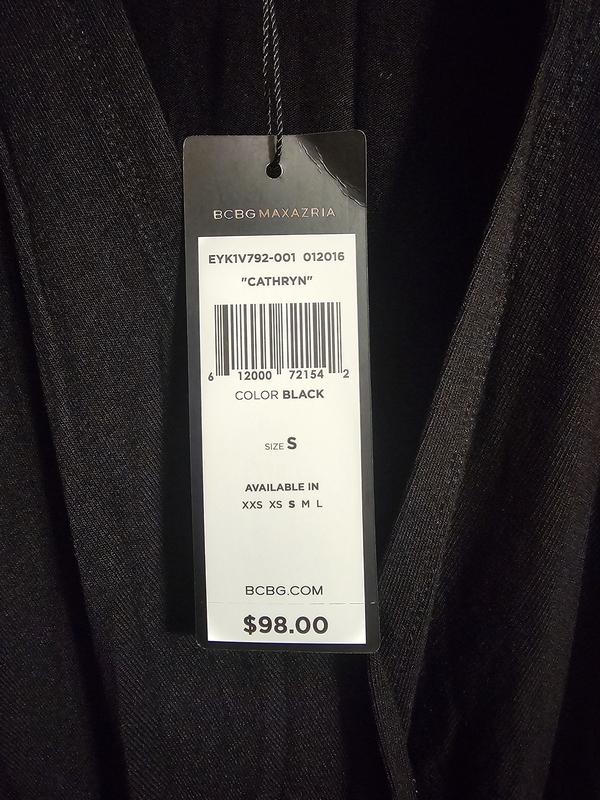 BCBGMAXAZRIA
EYK1V792-001 012016
"CATHRYN"
6 12000 72154 2
COLOR BLACK
SIZE S
AVAILABLE IN
XXS XS S M L
BCBG.COM
$98.00